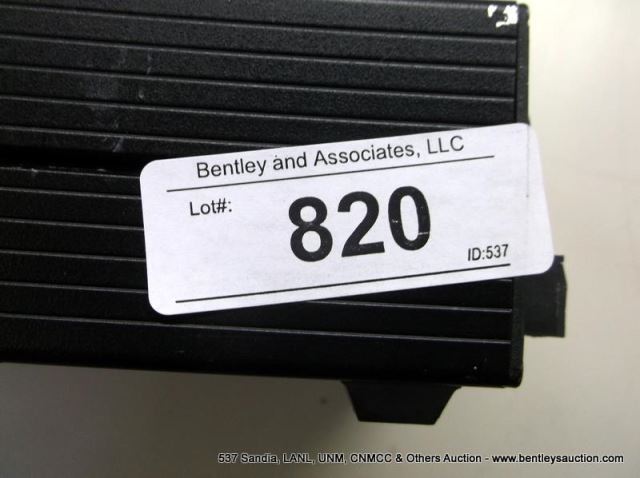 Bentley and Associates, LLC
Lot#:
820
ID:537
537 Sandia, LANL, UNM, CNMCC & Others Auction - www.bentleysauction.com